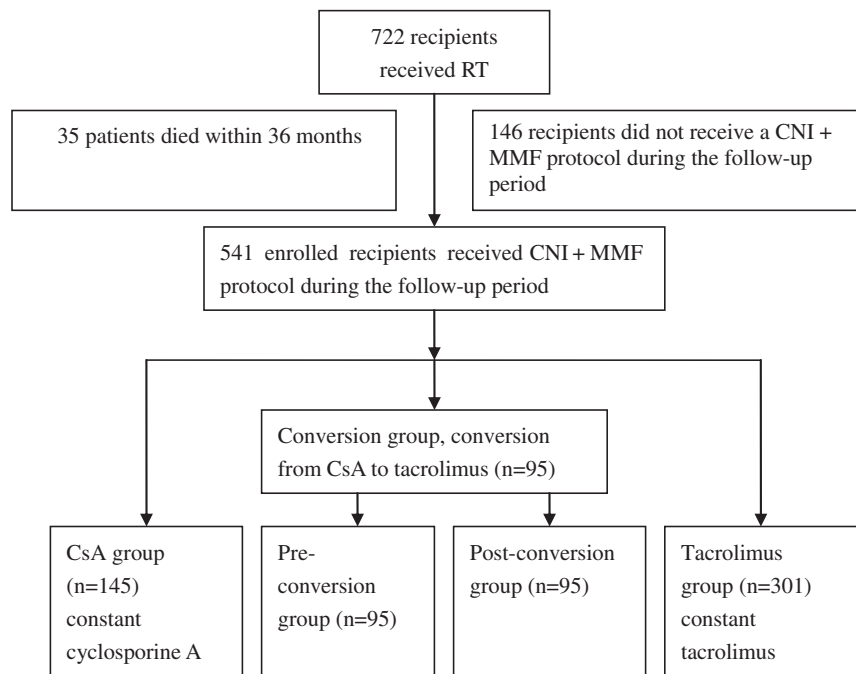 722 recipients
received RT
35 patients died within 36 months
146 recipients did not receive a CNI +
MMF protocol during the follow-up
period
541 enrolled recipients received CNI + MMF
protocol during the follow-up period
Conversion group, conversion
from CsA to tacrolimus (n=95)
CsA group
(n=145)
constant
cyclosporine A
Pre-
conversion
group (n=95)
Post-conversion
group (n=95)
Tacrolimus
group (n=301)
constant
tacrolimus